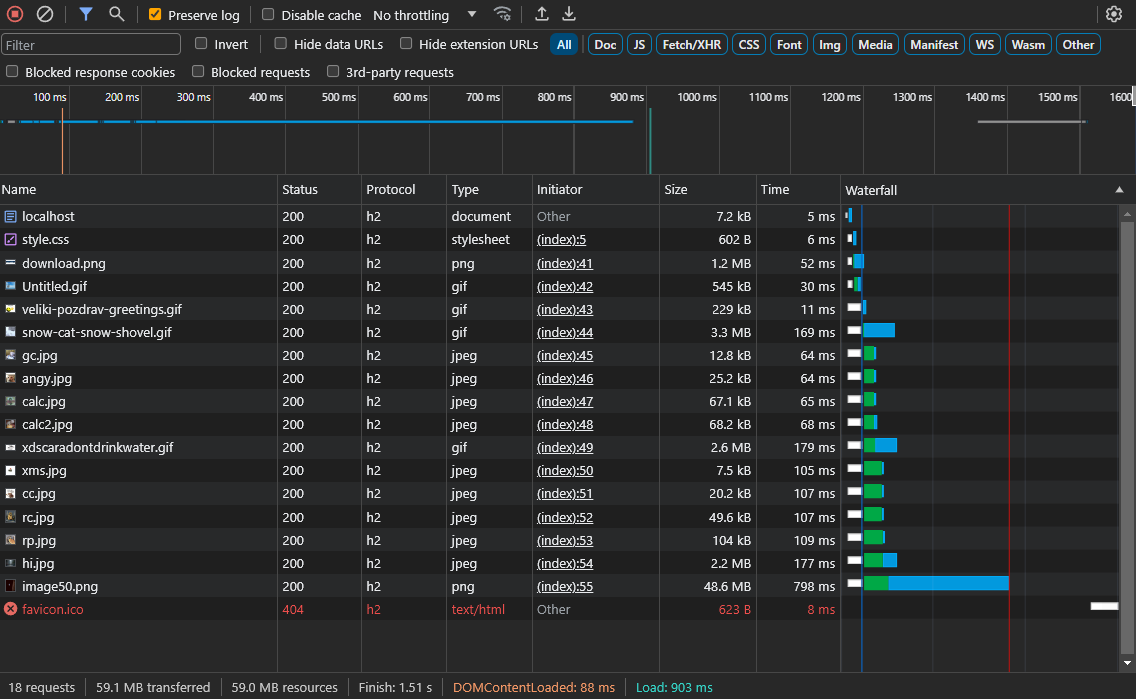 Preserve log Disable cache No throttling
Filter Invert Hide data URLs Hide extension URLs All Doc JS Fetch/XHR CSS Font Img Media Manifest WS Wasm Other
Blocked response cookies Blocked requests 3rd-party requests
100 ms 200 ms 300 ms 400 ms 500 ms 600 ms 700 ms 800 ms 900 ms 1000 ms 1100 ms 1200 ms 1300 ms 1400 ms 1500 ms 1600
Name Status Protocol Type Initiator Size Time Waterfall
localhost 200 h2 document Other 7.2 kB 5 ms
style.css 200 h2 stylesheet (index):5 602 B 6 ms
download.png 200 h2 png (index):41 1.2 MB 52 ms
Untitled.gif 200 h2 gif (index):42 545 kB 30 ms
veliki-pozdrav-greetings.gif 200 h2 gif (index):43 229 kB 11 ms
snow-cat-snow-shovel.gif 200 h2 gif (index):44 3.3 MB 169 ms
gc.jpg 200 h2 jpeg (index):45 12.8 kB 64 ms
angy.jpg 200 h2 jpeg (index):46 25.2 kB 64 ms
calc.jpg 200 h2 jpeg (index):47 67.1 kB 65 ms
calc2.jpg 200 h2 jpeg (index):48 68.2 kB 68 ms
xdscaradontdrinkwater.gif 200 h2 gif (index):49 2.6 MB 179 ms
xms.jpg 200 h2 jpeg (index):50 7.5 kB 105 ms
cc.jpg 200 h2 jpeg (index):51 20.2 kB 107 ms
rc.jpg 200 h2 jpeg (index):52 49.6 kB 107 ms
rp.jpg 200 h2 jpeg (index):53 104 kB 109 ms
hi.jpg 200 h2 jpeg (index):54 2.2 MB 177 ms
image50.png 200 h2 png (index):55 48.6 MB 798 ms
favicon.ico 404 h2 text/html Other 623 B 8 ms
18 requests 59.1 MB transferred 59.0 MB resources Finish: 1.51 s DOMContentLoaded: 88 ms Load: 903 ms